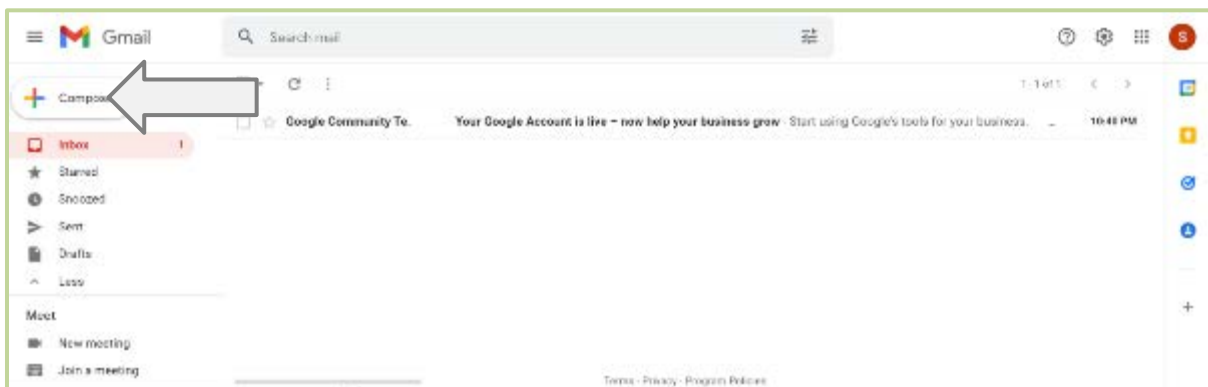 Gmail
Search mail
S
Compose
1-1 of 1
Google Community Te.
Your Google Account is live – now help your business grow - Start using Google's tools for your business.
10:40 PM
Inbox 1
Starred
Snoozed
Sent
Drafts
Less
Meet
New meeting
Join a meeting
Terms - Privacy - Program Policies